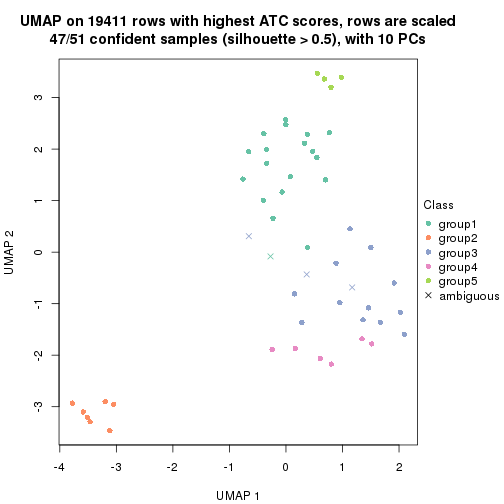 UMAP on 19411 rows with highest ATC scores, rows are scaled
47/51 confident samples (silhouette > 0.5), with 10 PCs
3
2
1
0
-1
-2
-3
UMAP 2
-4
-3
-2
-1
0
1
2
UMAP 1
Class
group1
group2
group3
group4
group5
ambiguous